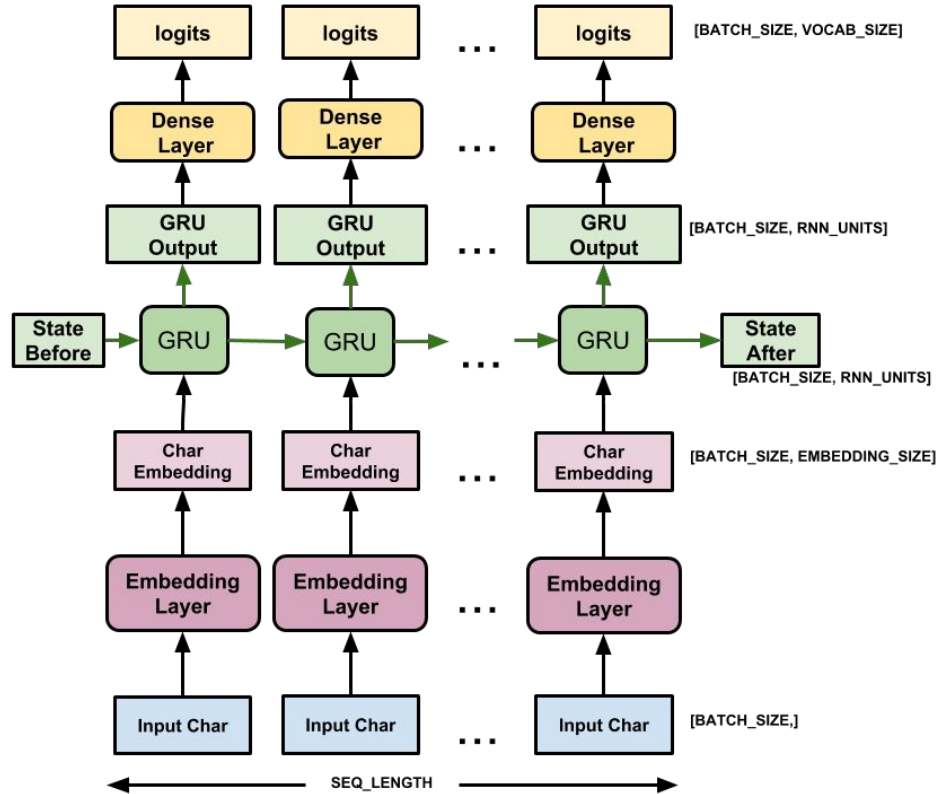 logits
logits
...
logits
[BATCH_SIZE, VOCAB_SIZE]
Dense
Layer
Dense
Layer
...
Dense
Layer
GRU
Output
GRU
Output
...
GRU
Output
[BATCH_SIZE, RNN_UNITS]
State
Before
GRU
GRU
...
GRU
State
After
[BATCH_SIZE, RNN_UNITS]
Char
Embedding
Char
Embedding
...
Char
Embedding
[BATCH_SIZE, EMBEDDING_SIZE]
Embedding
Layer
Embedding
Layer
...
Embedding
Layer
Input Char
Input Char
...
Input Char
[BATCH_SIZE,]
SEQ_LENGTH